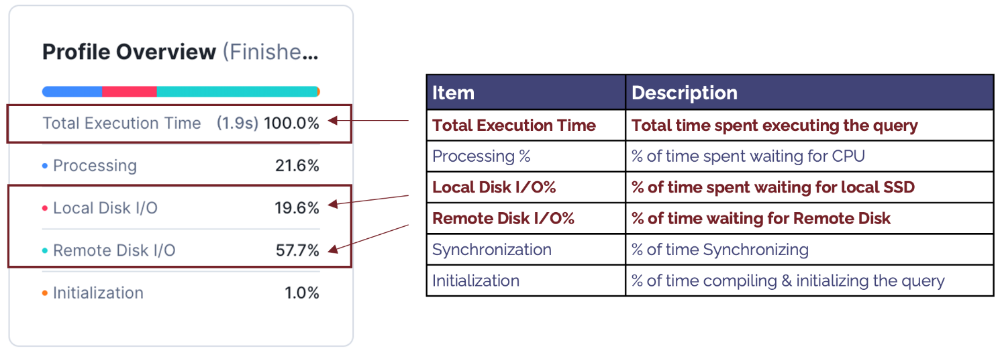 Profile Overview (Finishe...
Total Execution Time (1.9s) 100.0%
Processing 21.6%
Local Disk I/O 19.6%
Remote Disk I/O 57.7%
Initialization 1.0%
Item Description
Total Execution Time Total time spent executing the query
Processing % % of time spent waiting for CPU
Local Disk I/O% % of time spent waiting for local SSD
Remote Disk I/O% % of time waiting for Remote Disk
Synchronization % of time Synchronizing
Initialization % of time compiling & initializing the query